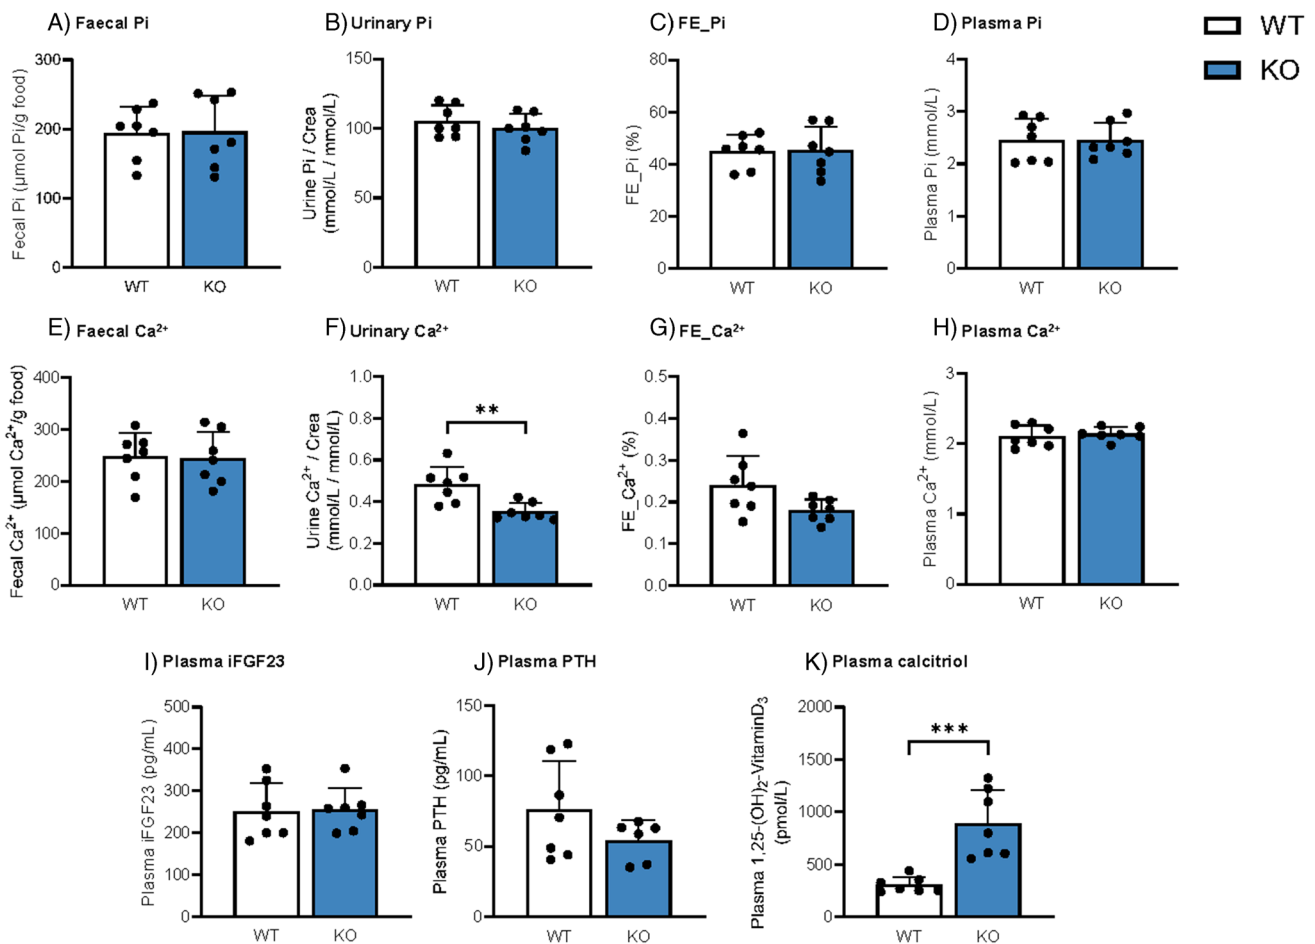 A) Faecal Pi
B) Urinary Pi
C) FE_Pi
D) Plasma Pi
WT
KO
Fecal Pi (µmol Pi/g food)
300
200
100
0
WT KO
Urine Pi / Crea
(mmol/L / mmol/L)
150
100
50
0
WT KO
FE_Pi (%)
80
60
40
20
0
WT KO
Plasma Pi (mmol/L)
4
3
2
1
0
WT KO
E) Faecal Ca²⁺
F) Urinary Ca²⁺
G) FE_Ca²⁺
H) Plasma Ca²⁺
Fecal Ca²⁺ (µmol Ca²⁺/g food)
400
300
200
100
0
WT KO
Urine Ca²⁺ / Crea
(mmol/L / mmol/L)
1.0
0.8
0.6
0.4
0.2
0.0
**
WT KO
FE_Ca²⁺ (%)
0.5
0.4
0.3
0.2
0.1
0.0
WT KO
Plasma Ca²⁺ (mmol/L)
3
2
1
0
WT KO
I) Plasma iFGF23
J) Plasma PTH
K) Plasma calcitriol
Plasma iFGF23 (pg/mL)
500
400
300
200
100
0
WT KO
Plasma PTH (pg/mL)
150
100
50
0
WT KO
Plasma 1,25-(OH)₂-VitaminD₃
(pmol/L)
2000
1500
1000
500
0
***
WT KO